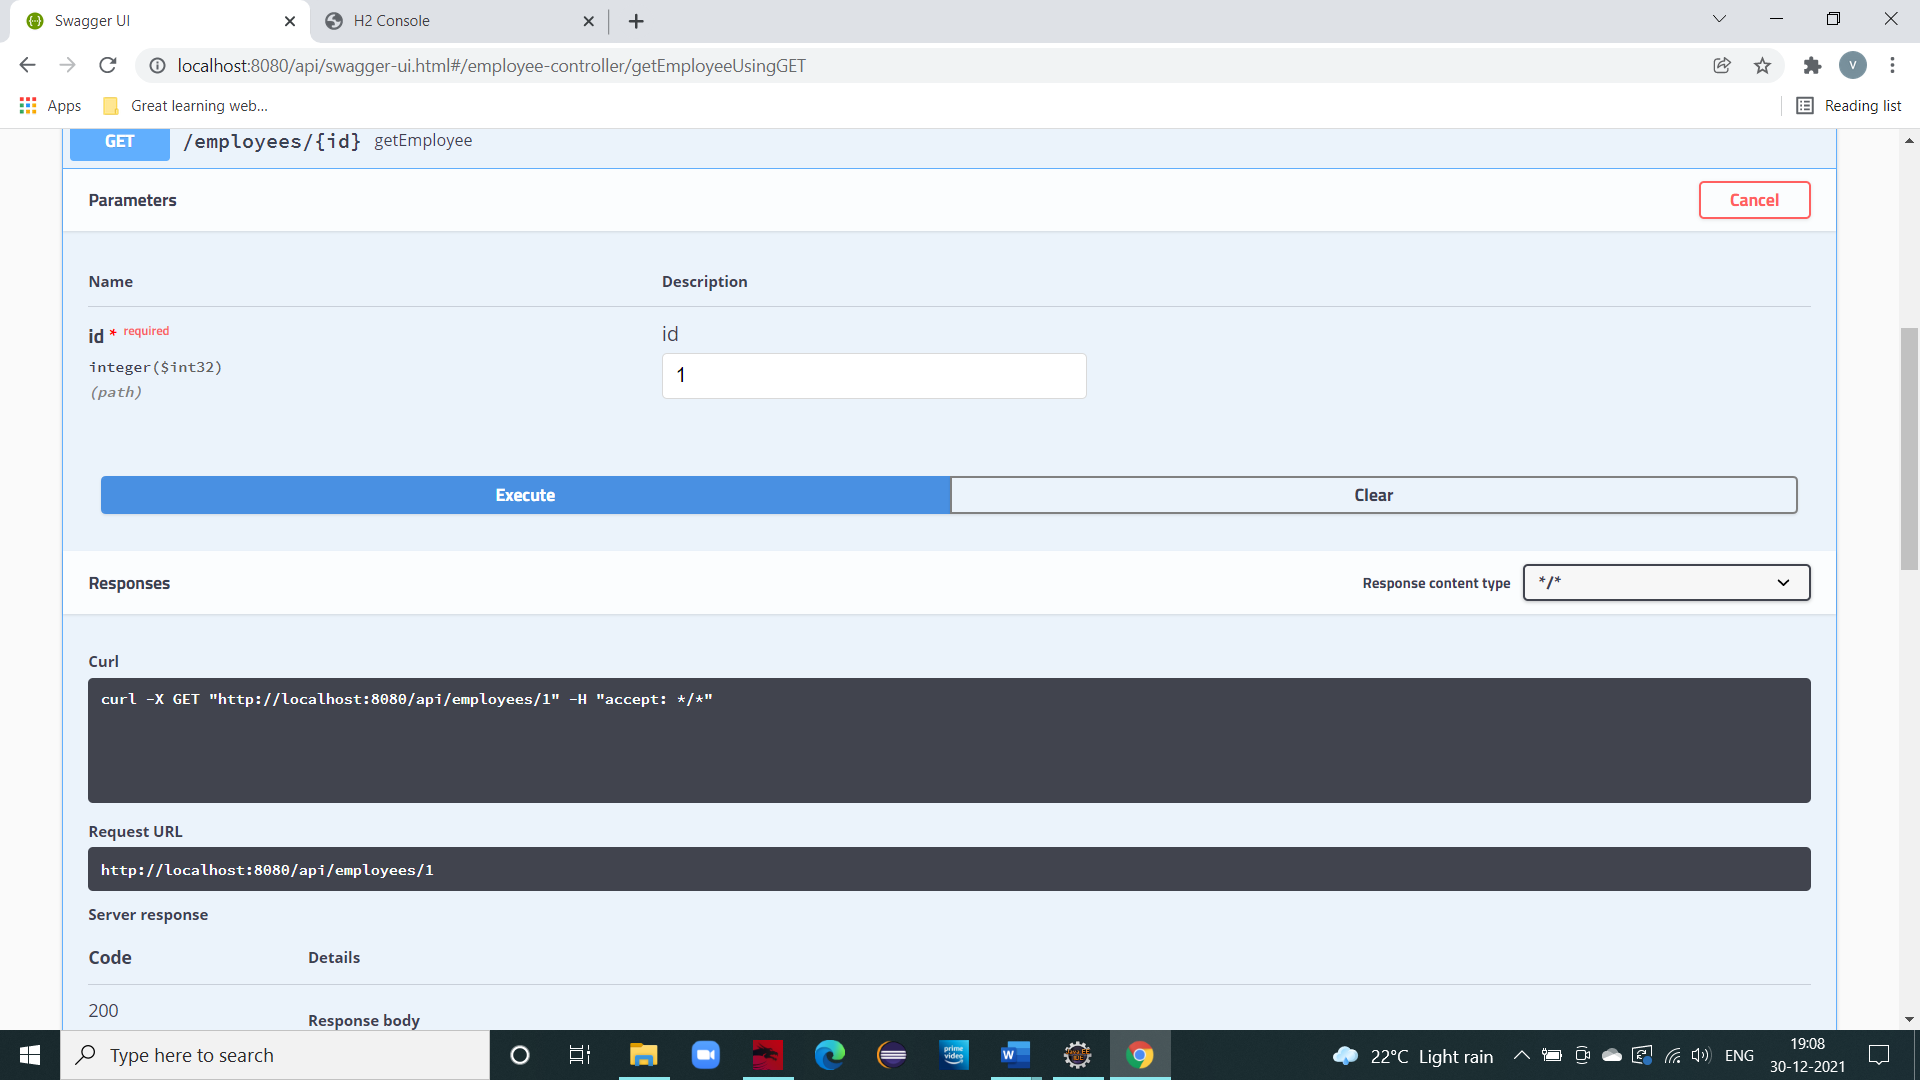 Swagger UI
H2 Console
localhost:8080/api/swagger-ui.html#/employee-controller/getEmployeeUsingGET
V
Apps
Great learning web...
Reading list
GET /employees/{id} getEmployee
Parameters
Cancel
Name Description
id * required
id
integer($int32)
1
(path)
Execute
Clear
Responses
Response content type
*/*
Curl
curl -X GET "http://localhost:8080/api/employees/1" -H "accept: */*"
Request URL
http://localhost:8080/api/employees/1
Server response
Code Details
200
Response body
Type here to search
prime video
W
22°C Light rain
ENG
19:08
30-12-2021